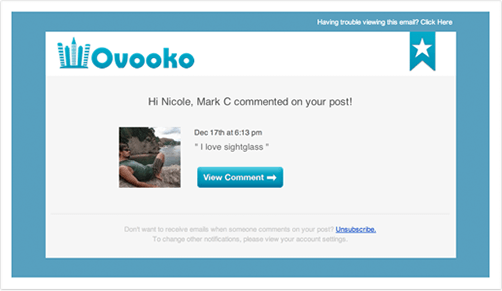 Having trouble viewing this email? Click Here
Ovooko
Hi Nicole, Mark C commented on your post!
Dec 17th at 6:13 pm
" I love sightglass "
View Comment
Don't want to receive emails when someone comments on your post? Unsubscribe.
To change other notifications, please view your account settings.